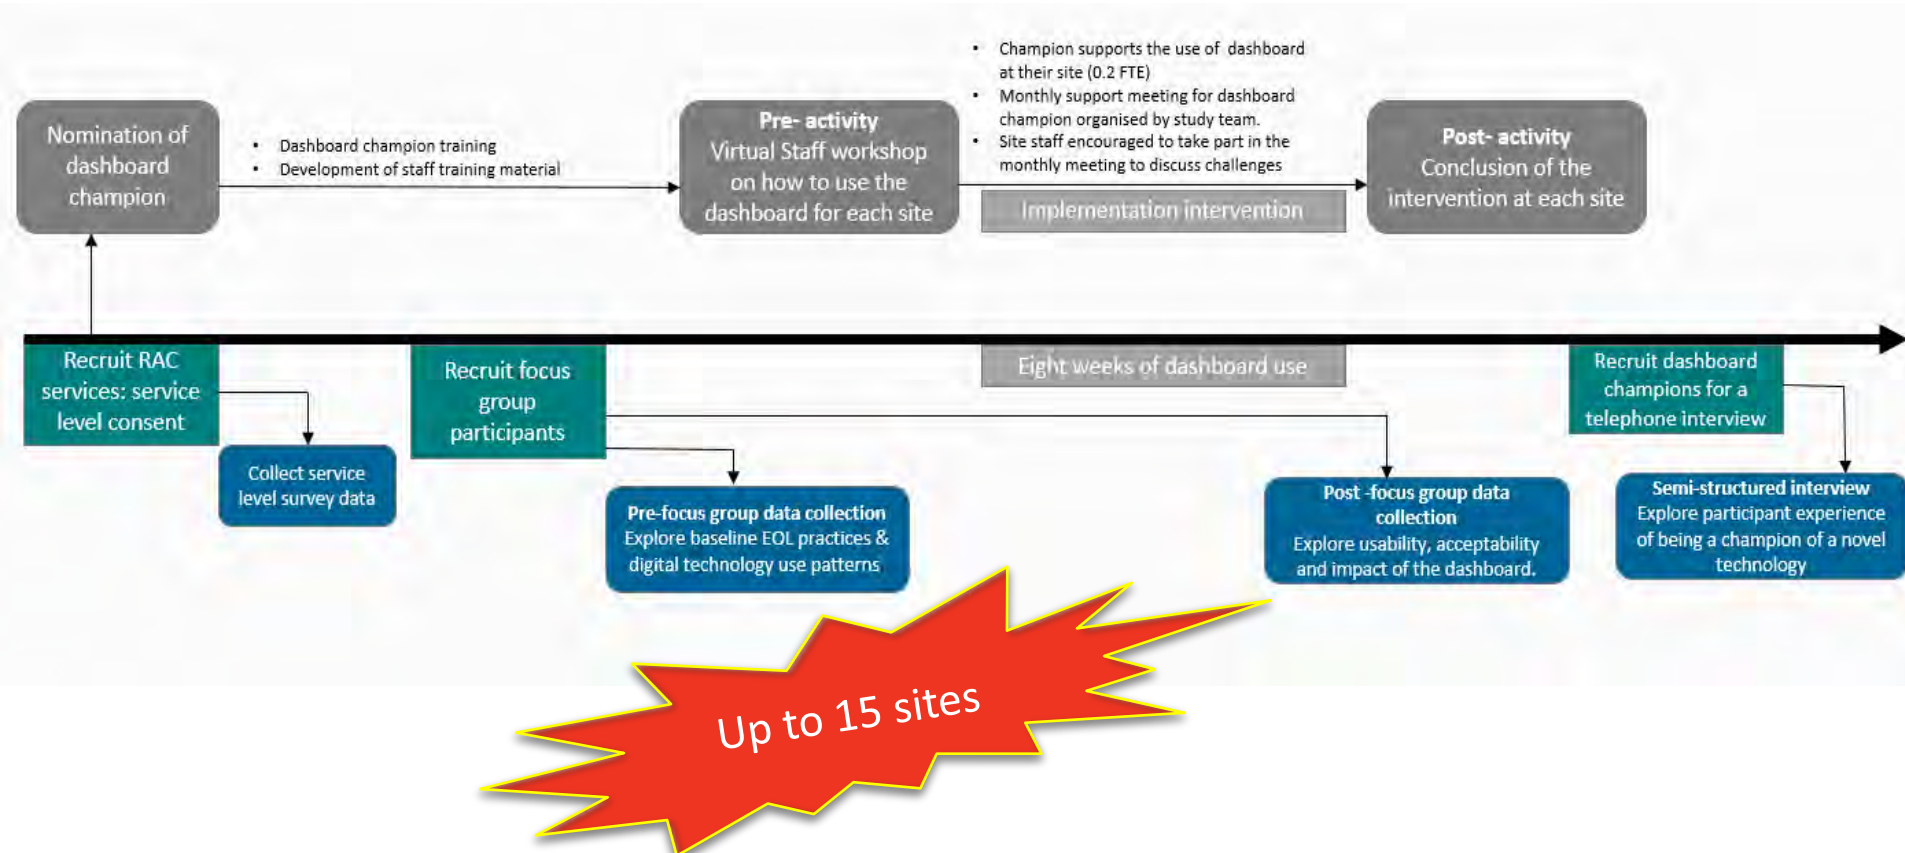 • Champion supports the use of dashboard
at their site (0.2 FTE)
• Monthly support meeting for dashboard
champion organised by study team.
• Site staff encouraged to take part in the
monthly meeting to discuss challenges
Nomination of
dashboard
champion
• Dashboard champion training
• Development of staff training material
Pre- activity
Virtual Staff workshop
on how to use the
dashboard for each site
Implementation intervention
Post- activity
Conclusion of the
intervention at each site
Recruit RAC
services: service
level consent
Recruit focus
group
participants
Eight weeks of dashboard use
Recruit dashboard
champions for a
telephone interview
Collect service
level survey data
Pre-focus group data collection
Explore baseline EOL practices &
digital technology use patterns
Post -focus group data
collection
Explore usability, acceptability
and impact of the dashboard.
Semi-structured interview
Explore participant experience
of being a champion of a novel
technology
Up to 15 sites